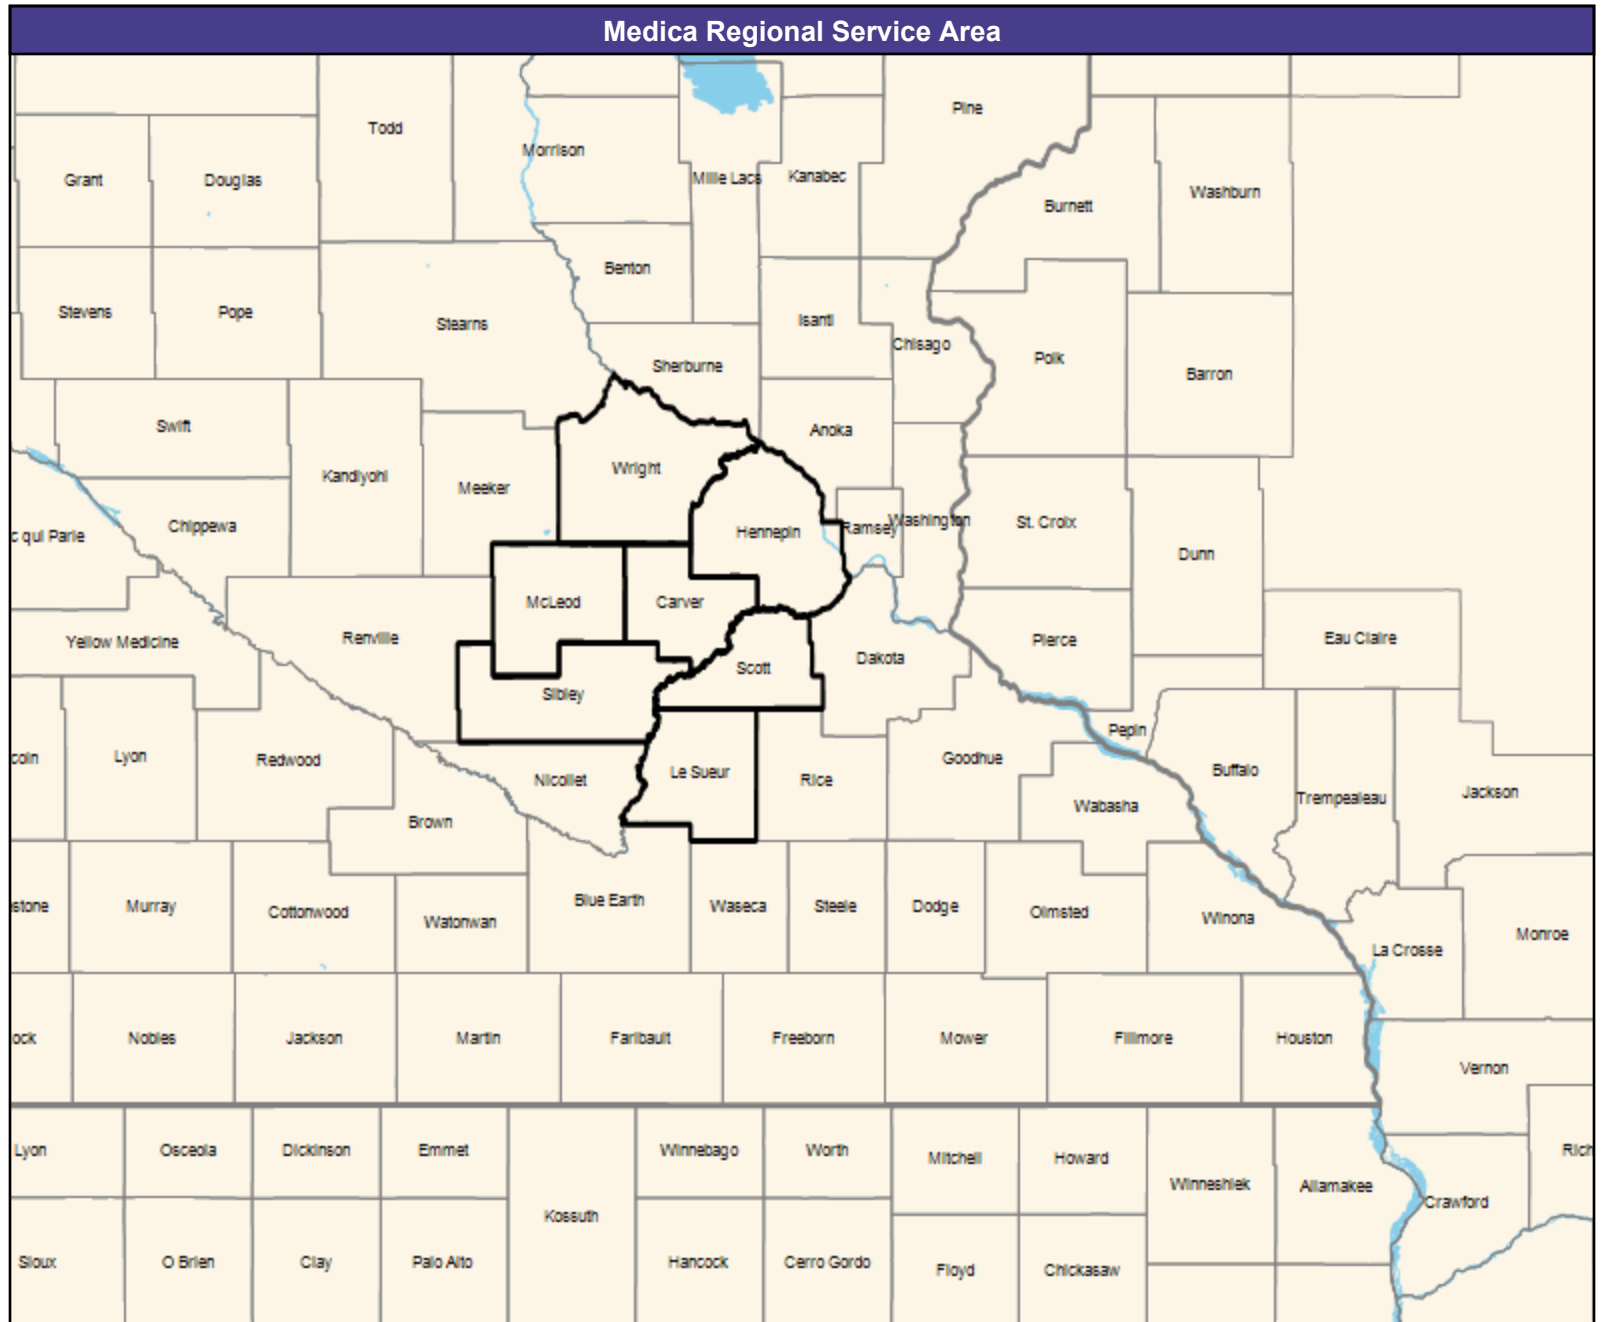 Medica Regional Service Area
Pine
Todd
Morrison
Mille Lacs
Kanabec
Grant
Douglas
Washburn
Burnett
Benton
Stevens
Pope
Stearns
Isanti
Chisago
Polk
Barron
Sherburne
Swift
Anoka
Wright
Kandiyohi
Meeker
Chippewa
Hennepin
Ramsey
Washington
St. Croix
c qui Parle
Dunn
McLeod
Carver
Yellow Medicine
Renville
Scott
Dakota
Pierce
Eau Claire
Sibley
coln
Lyon
Redwood
Nicollet
Le Sueur
Rice
Goodhue
Pepin
Buffalo
Wabasha
Trempealeau
Jackson
Brown
stone
Murray
Cottonwood
Watonwan
Blue Earth
Waseca
Steele
Dodge
Olmsted
Winona
La Crosse
Monroe
ock
Nobles
Jackson
Martin
Faribault
Freeborn
Mower
Fillmore
Houston
Vernon
Lyon
Osceola
Dickinson
Emmet
Winnebago
Worth
Mitchell
Howard
Winneshiek
Allamakee
Crawford
Rich
Kossuth
Sioux
O Brien
Clay
Palo Alto
Hancock
Cerro Gordo
Floyd
Chickasaw